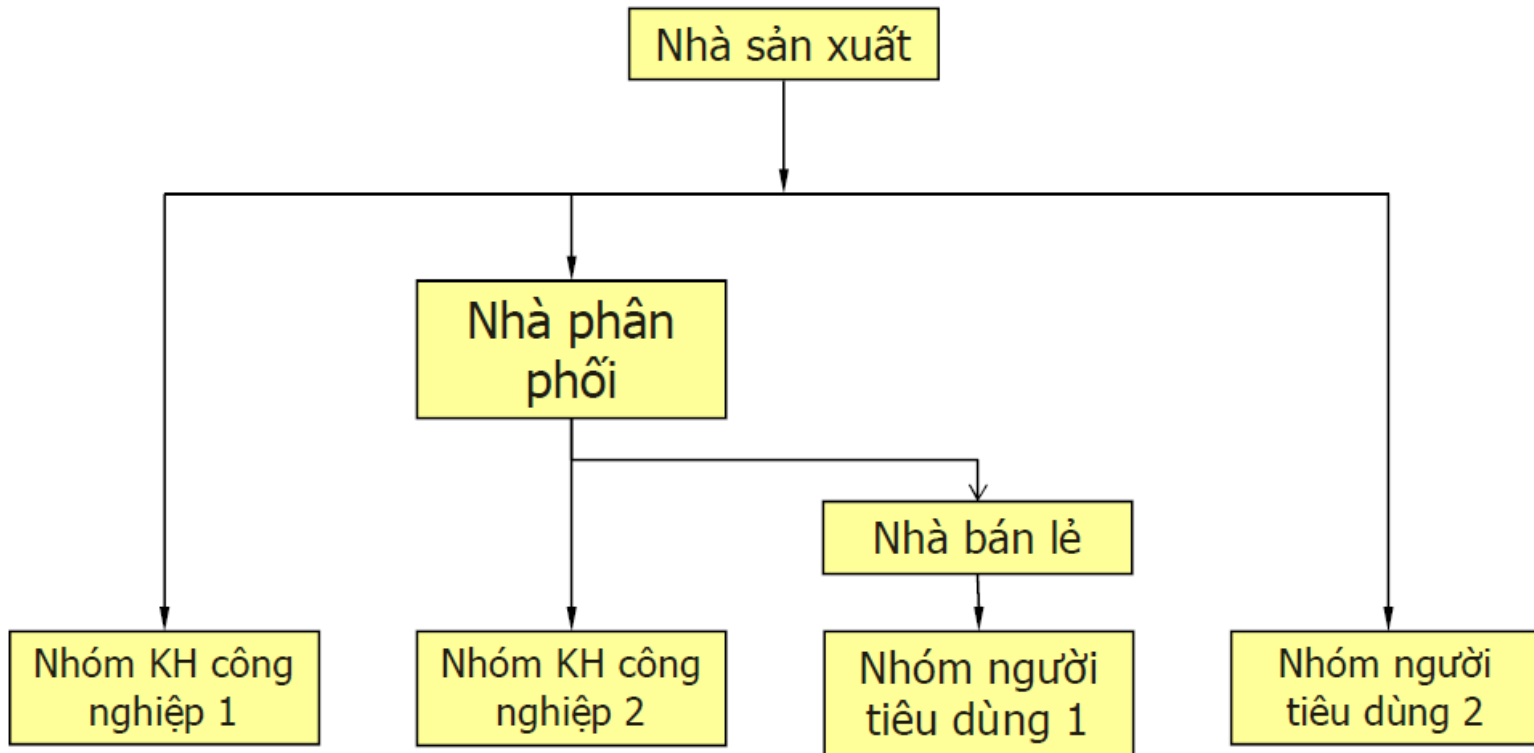 Nhà sản xuất
Nhà phân
phối
Nhà bán lẻ
Nhóm KH công
nghiệp 1
Nhóm KH công
nghiệp 2
Nhóm người
tiêu dùng 1
Nhóm người
tiêu dùng 2